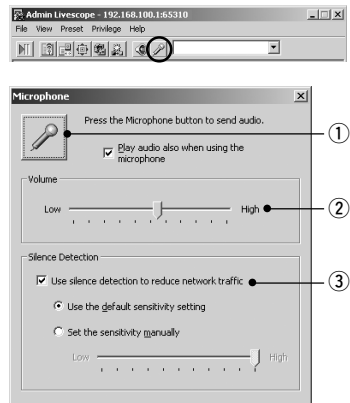 Admin Livescope - 192.168.100.1:65310
File View Preset Privilege Help
Microphone
Press the Microphone button to send audio.
Play audio also when using the
microphone
Volume
Low High
Silence Detection
Use silence detection to reduce network traffic
Use the default sensitivity setting
Set the sensitivity manually
Low High
①
②
③